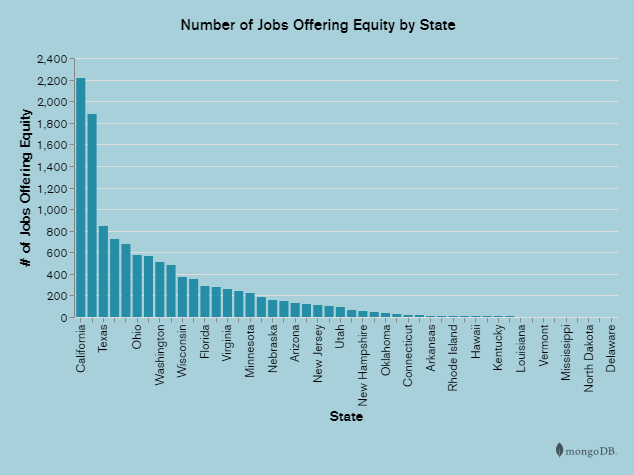 Number of Jobs Offering Equity by State
# of Jobs Offering Equity
2,400
2,200
2,000
1,800
1,600
1,400
1,200
1,000
800
600
400
200
0
California
Texas
Ohio
Washington
Wisconsin
Florida
Virginia
Minnesota
Nebraska
Arizona
New Jersey
Utah
New Hampshire
Oklahoma
Connecticut
Arkansas
Rhode Island
Hawaii
Kentucky
Louisiana
Vermont
Mississippi
North Dakota
Delaware
State
mongoDB.